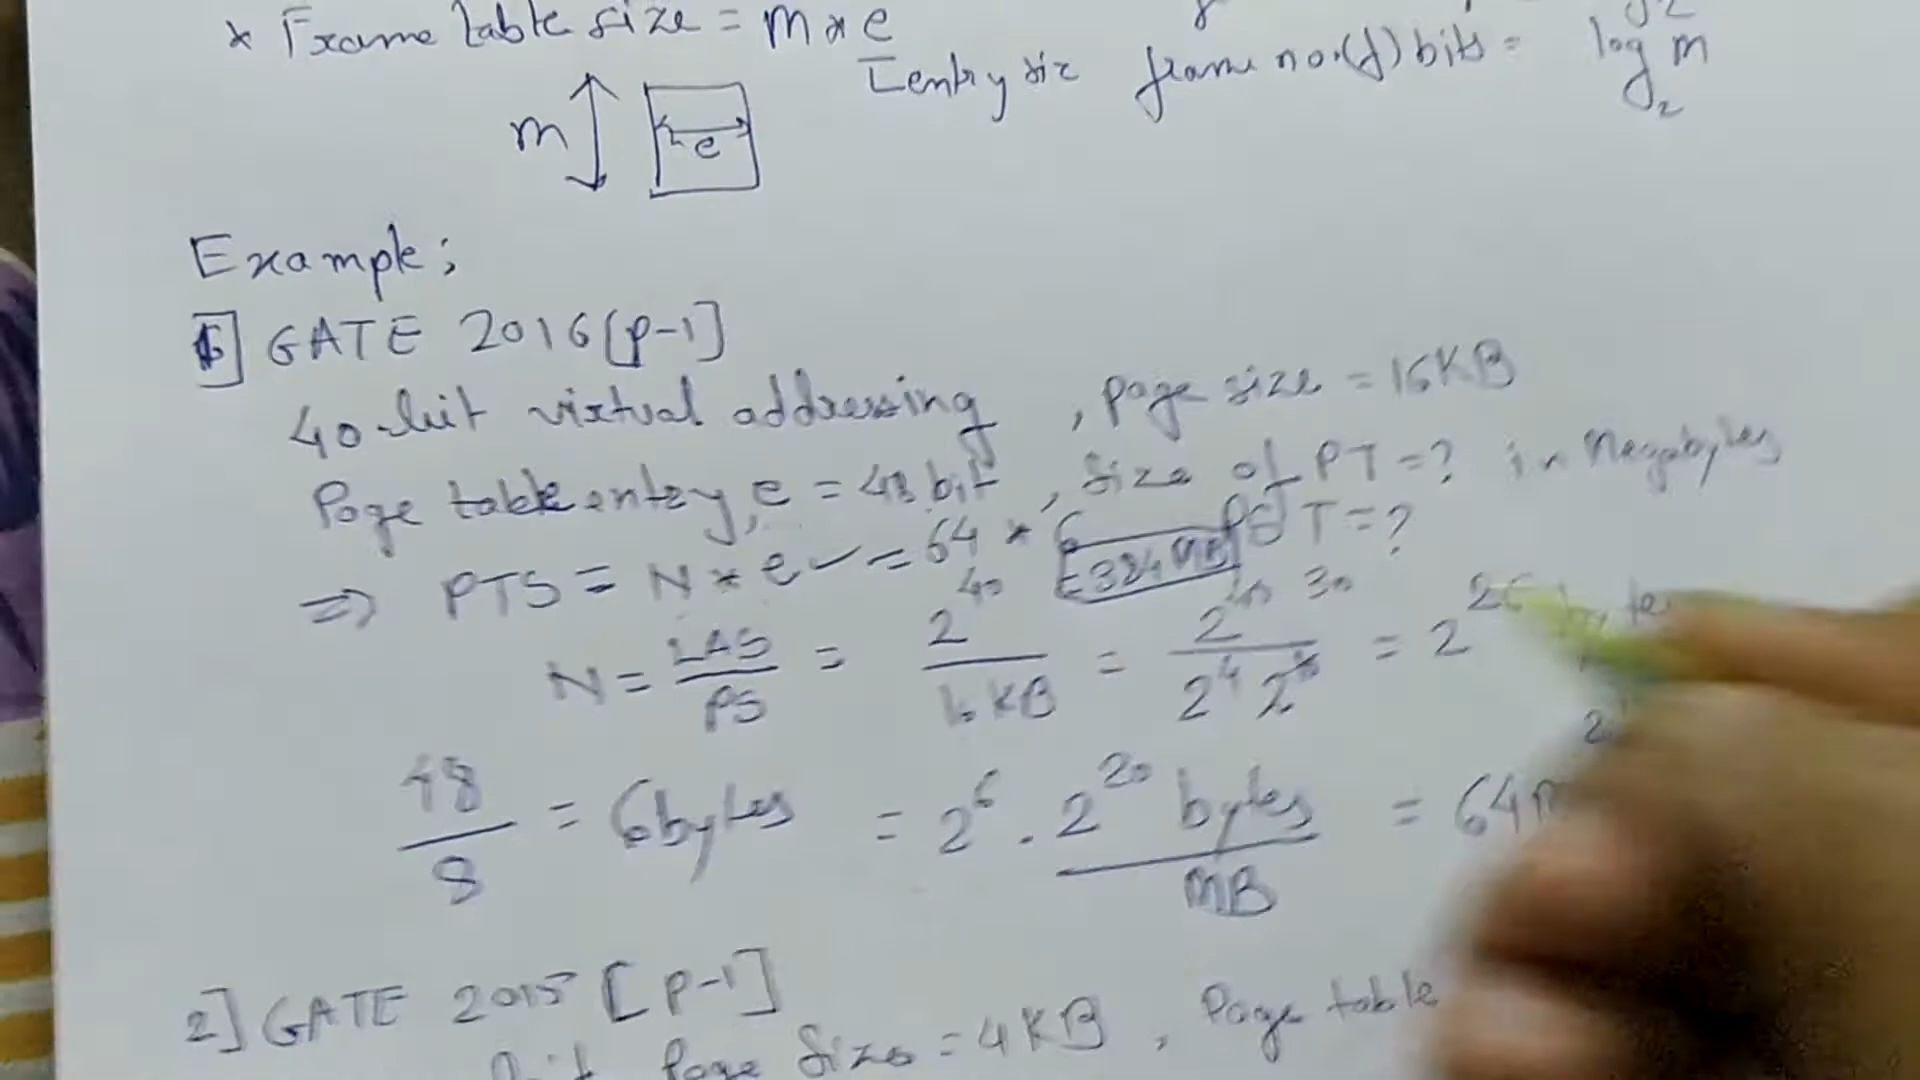 * Frame table size = m * e
I entry siz frame no.(f) bits = log₂ m
m e
Example;
1] GATE 2016 [P-1]
40 bit virtual addressing , page size = 16KB
Page table entry, e = 48 bit , Size of PT = ? in Megabytes
=> PTS = N * e = 64 * 6 T = ?
= 384 MB
N = LAS/PS = 2^40 / 16KB = 2^40 30 / 2^4 2^10 = 2^26
48/8 = 6 bytes = 2^6 . 2^20 bytes / MB = 64 M
2] GATE 2015 [P-1]
Page Size = 4KB , Page table